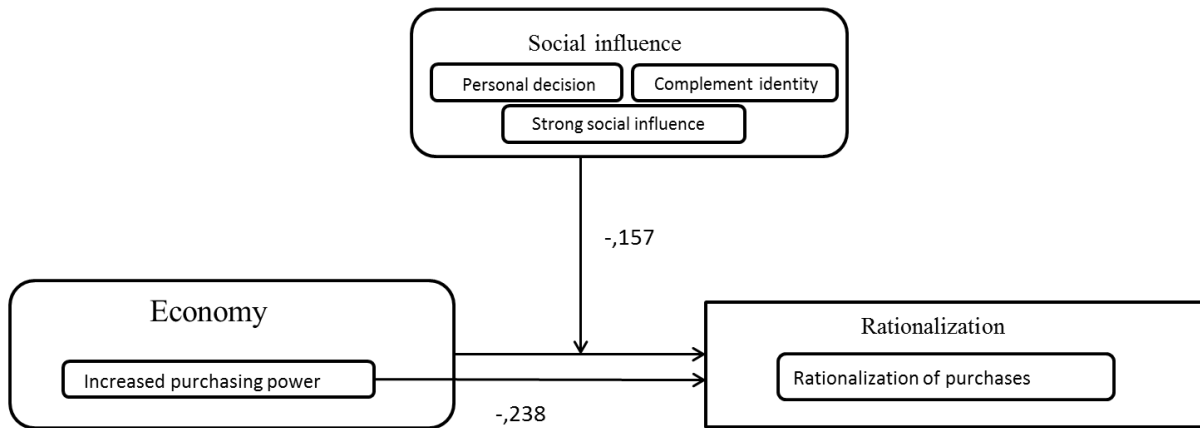 Social influence
Personal decision
Complement identity
Strong social influence
-,157
Economy
Increased purchasing power
-,238
Rationalization
Rationalization of purchases